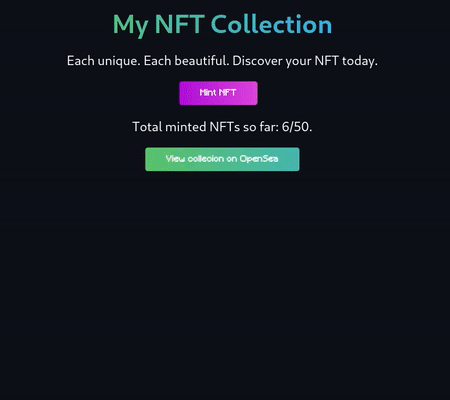 My NFT Collection
Each unique. Each beautiful. Discover your NFT today.
Mint NFT
Total minted NFTs so far: 6/50.
View collecion on OpenSea